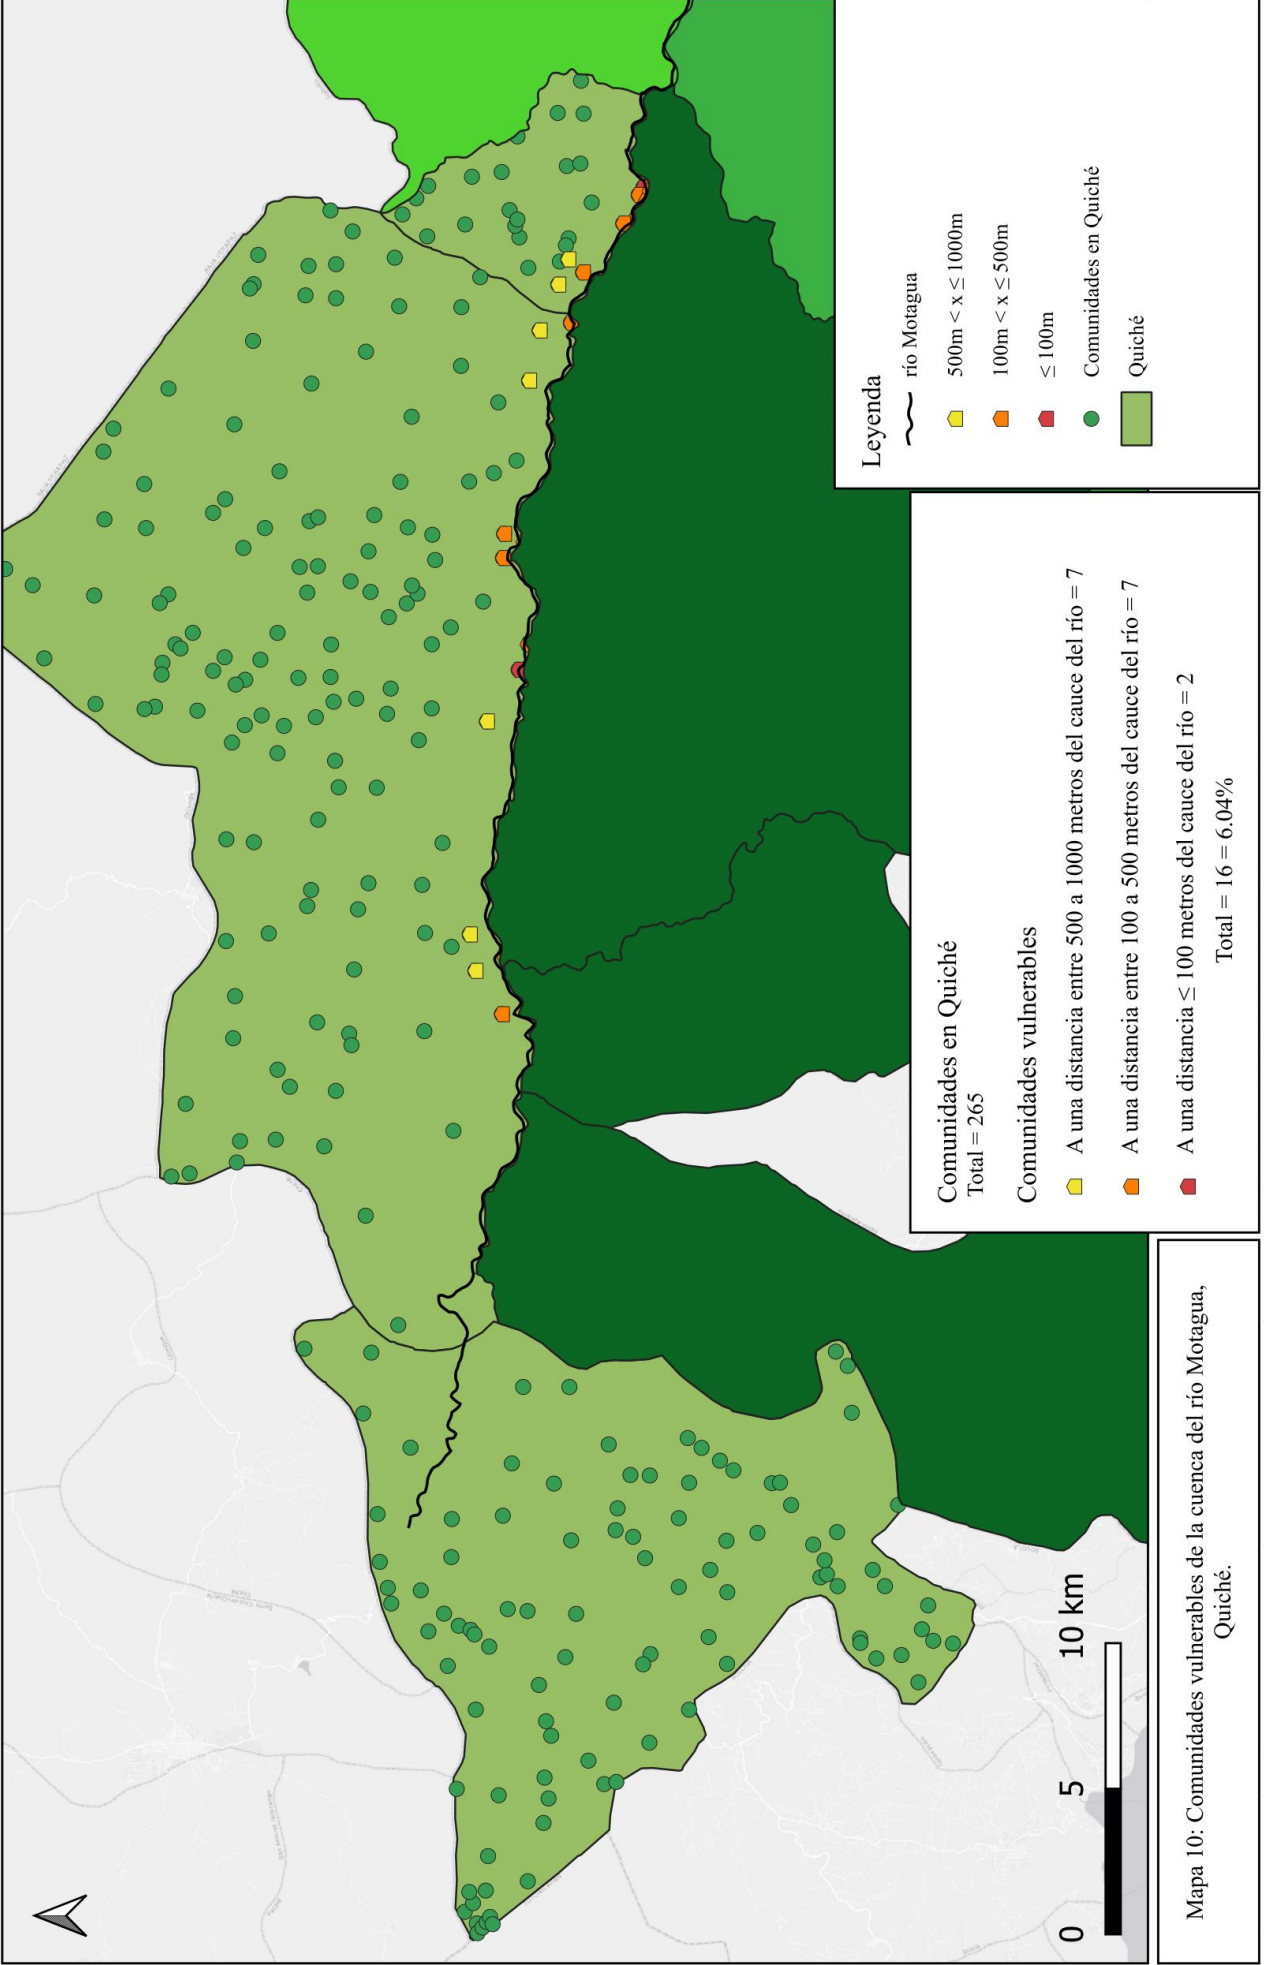 Leyenda
río Motagua
500m < x ≤ 1000m
100m < x ≤ 500m
≤ 100m
Comunidades en Quiché
Quiché
Comunidades en Quiché
Total = 265
Comunidades vulnerables
A una distancia entre 500 a 1000 metros del cauce del río = 7
A una distancia entre 100 a 500 metros del cauce del río = 7
A una distancia ≤ 100 metros del cauce del río = 2
Total = 16 = 6.04%
0 5 10 km
Mapa 10: Comunidades vulnerables de la cuenca del río Motagua,
Quiché.